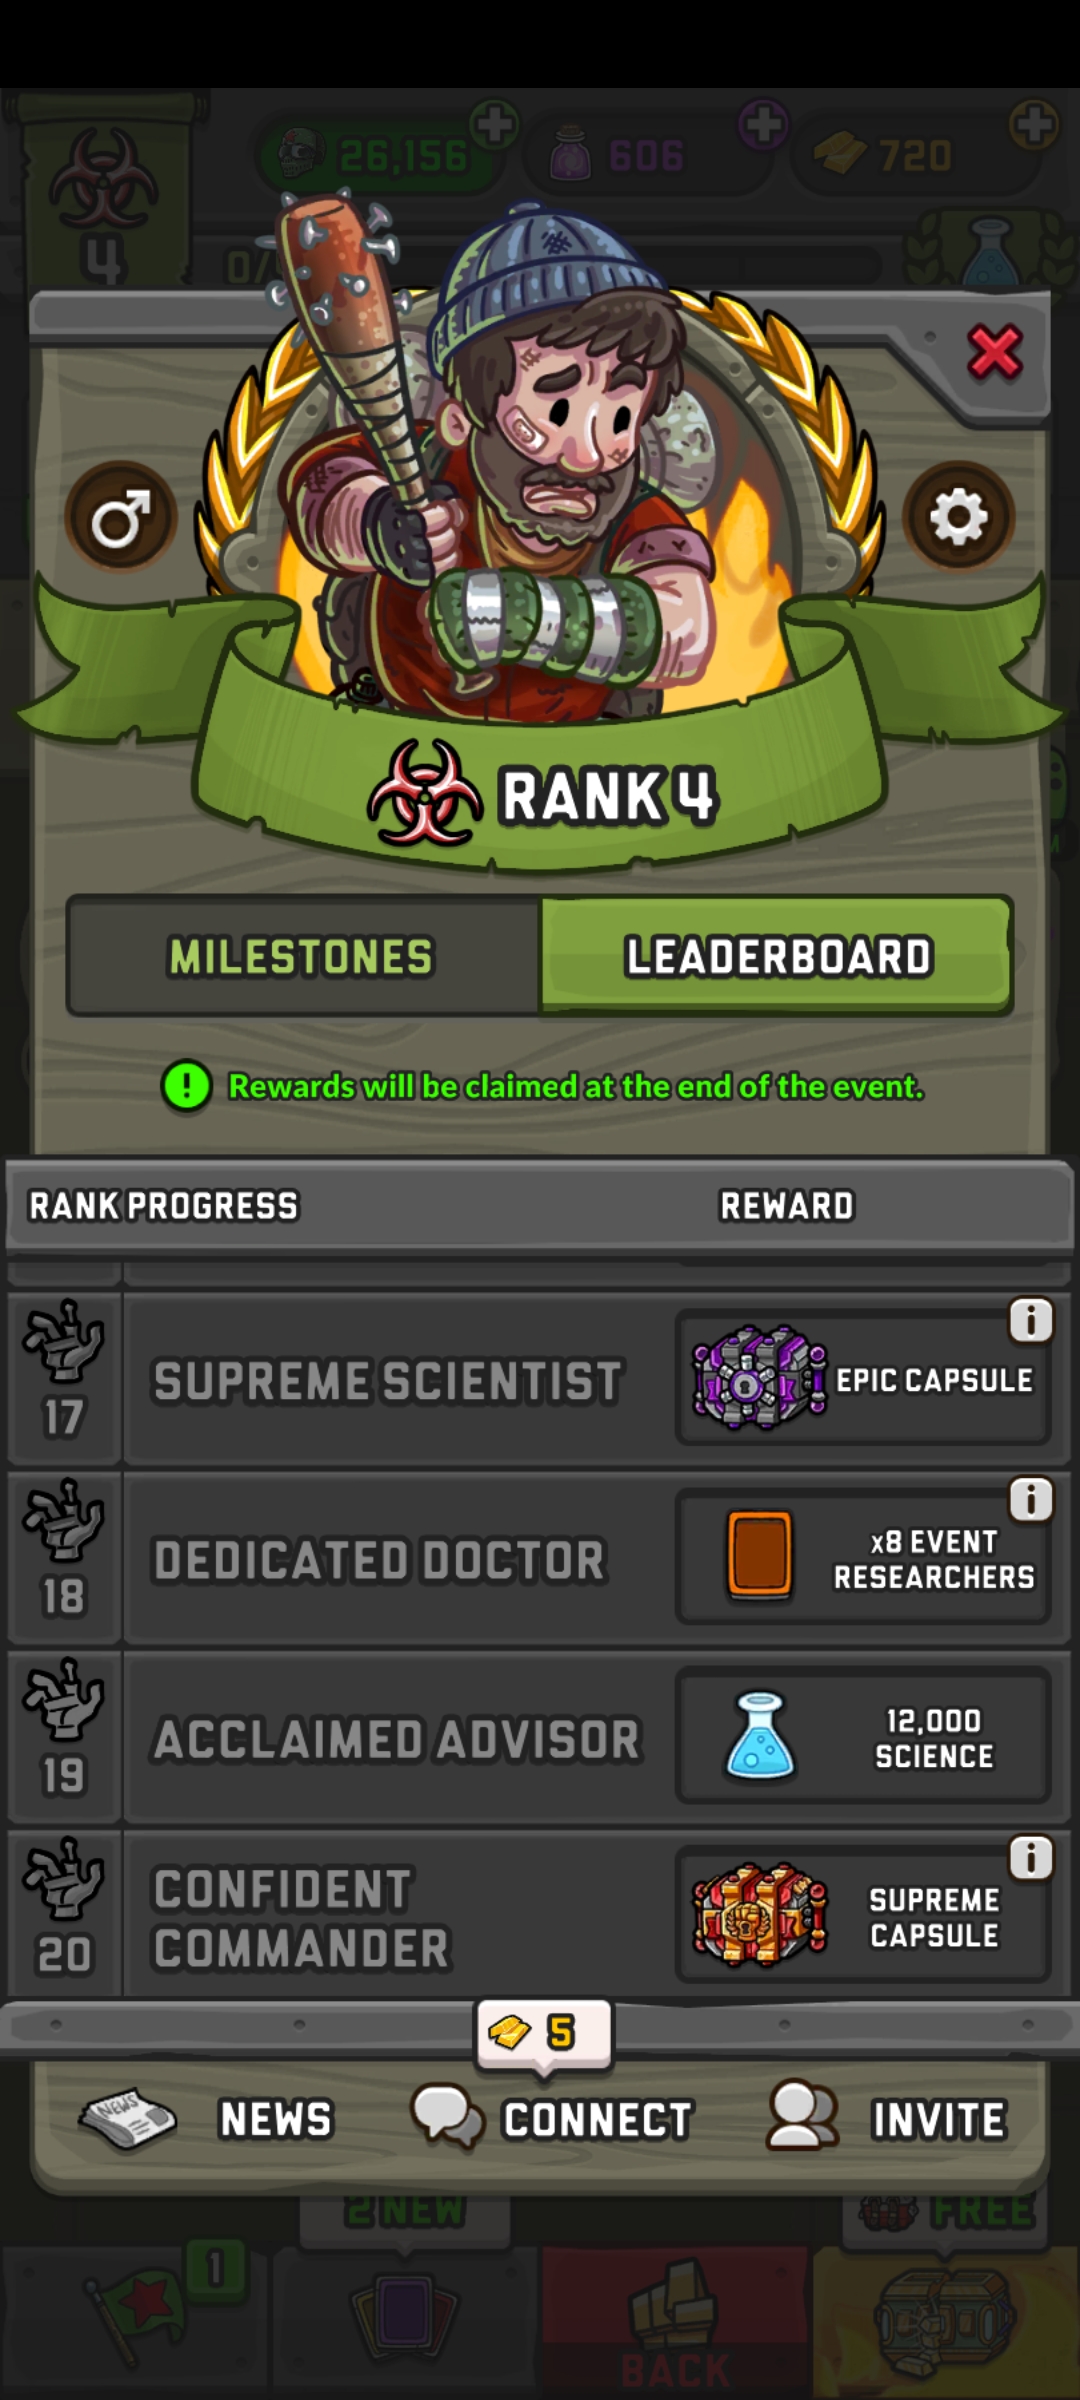 26,156
606
720
4
0/
RANK 4
MILESTONES
LEADERBOARD
! Rewards will be claimed at the end of the event.
RANK PROGRESS
REWARD
17
SUPREME SCIENTIST
EPIC CAPSULE
i
18
DEDICATED DOCTOR
x8 EVENT
RESEARCHERS
i
19
ACCLAIMED ADVISOR
12,000
SCIENCE
20
CONFIDENT
COMMANDER
SUPREME
CAPSULE
i
5
NEWS
NEWS
CONNECT
INVITE
2 NEW
FREE
1
BACK